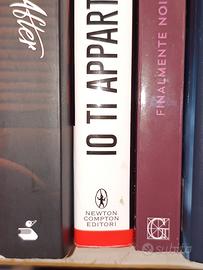 After
IO TI APPART
NEWTON
COMPTON
EDITORI
FINALMENTE NOI
subito